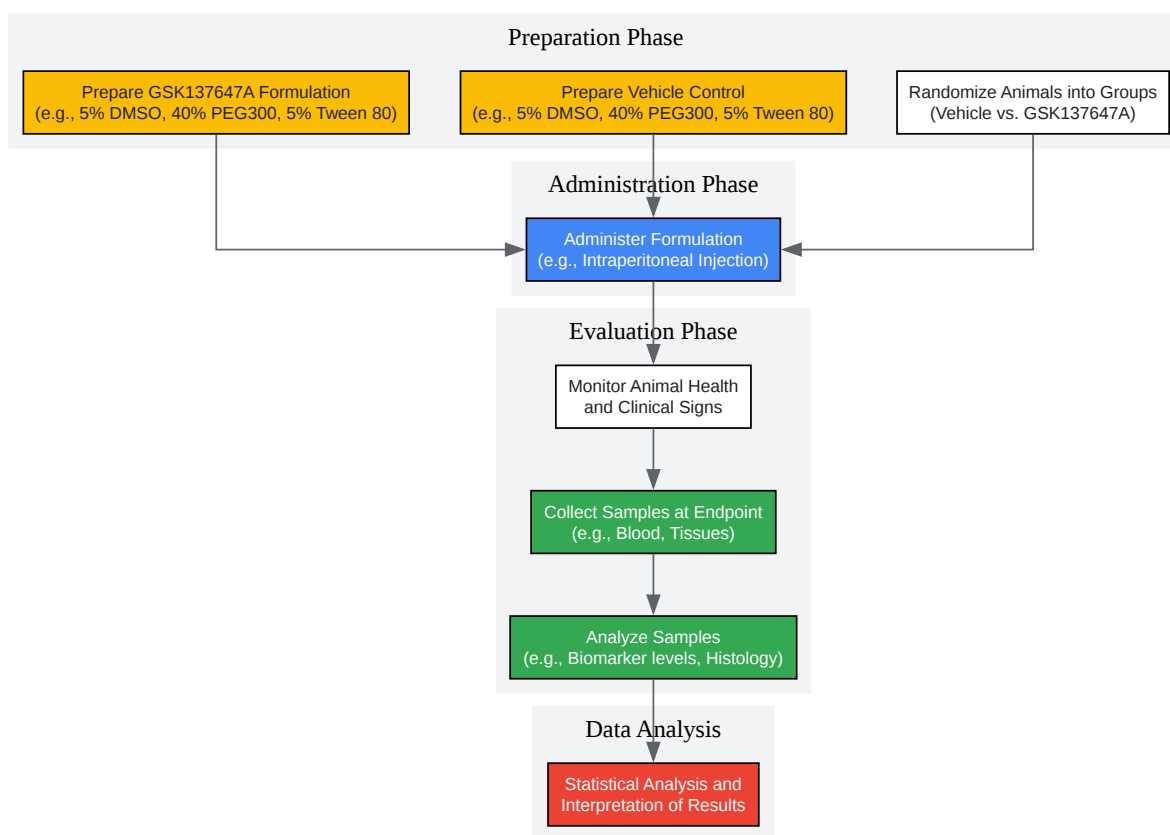 Preparation Phase
Prepare GSK137647A Formulation
(e.g., 5% DMSO, 40% PEG300, 5% Tween 80)
Prepare Vehicle Control
(e.g., 5% DMSO, 40% PEG300, 5% Tween 80)
Randomize Animals into Groups
(Vehicle vs. GSK137647A)
Administration Phase
Administer Formulation
(e.g., Intraperitoneal Injection)
Evaluation Phase
Monitor Animal Health
and Clinical Signs
Collect Samples at Endpoint
(e.g., Blood, Tissues)
Analyze Samples
(e.g., Biomarker levels, Histology)
Data Analysis
Statistical Analysis and
Interpretation of Results